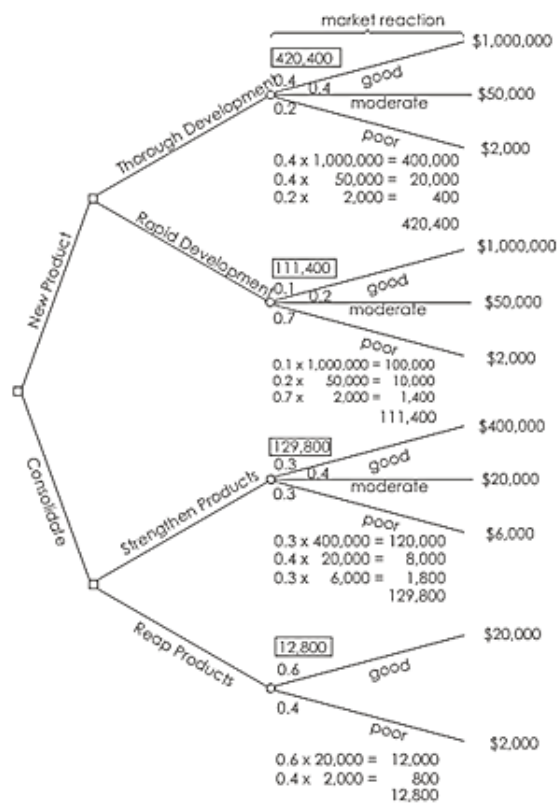 market reaction
$1,000,000
420,400
0.4
0.4
good
Thorough Development
$50,000
0.2
moderate
poor
$2,000
0.4 x 1,000,000 = 400,000
0.4 x 50,000 = 20,000
0.2 x 2,000 = 400
420,400
New Product
Rapid Development
$1,000,000
111,400
0.1
0.2
good
$50,000
0.7
moderate
poor
$2,000
0.1 x 1,000,000 = 100,000
0.2 x 50,000 = 10,000
0.7 x 2,000 = 1,400
111,400
Consolidate
$400,000
129,800
0.3
0.4
good
Strengthen Products
$20,000
0.3
moderate
poor
$6,000
0.3 x 400,000 = 120,000
0.4 x 20,000 = 8,000
0.3 x 6,000 = 1,800
129,800
Reap Products
$20,000
12,800
0.6
good
0.4
poor
$2,000
0.6 x 20,000 = 12,000
0.4 x 2,000 = 800
12,800